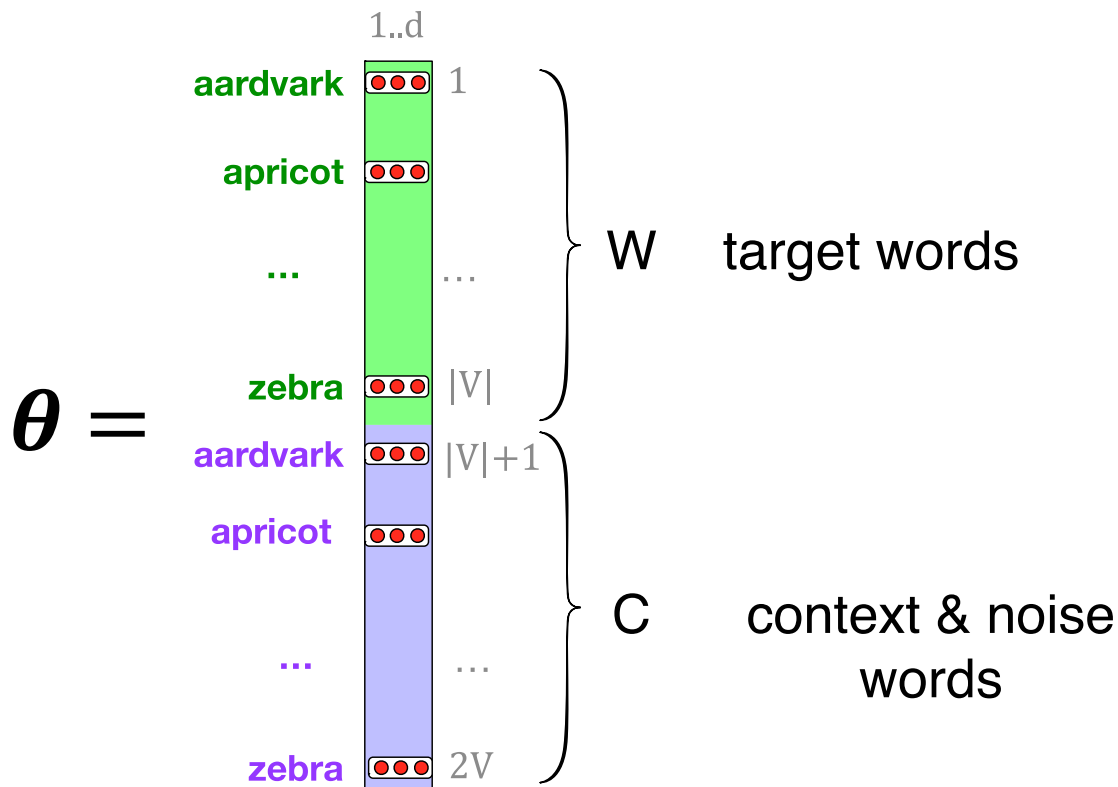 1..d
aardvark 1
apricot
... ...
W target words
zebra |V|
θ =
aardvark |V|+1
apricot
C context & noise
words
... ...
zebra 2V